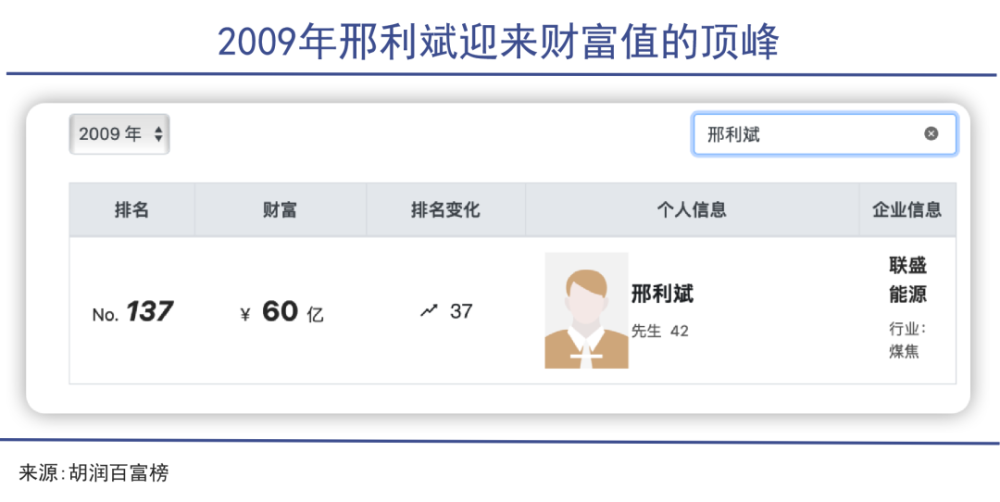 2009年邢利斌迎来财富值的顶峰
2009 年
邢利斌
排名 财富 排名变化 个人信息 企业信息
No. 137 ¥ 60 亿 37
邢利斌
先生 42
联盛
能源
行业：
煤焦
来源：胡润百富榜